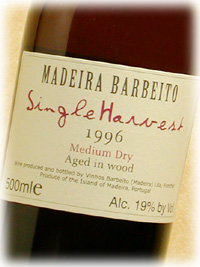 MADEIRA BARBEITO
Single Harvest
1996
Medium Dry
Aged in wood
Wine produced and bottled by Vinhos Barbeito (Madeira) Lda,
Produce of the Island of Madeira, Portugal
500ml e
Alc. 19% by Vol